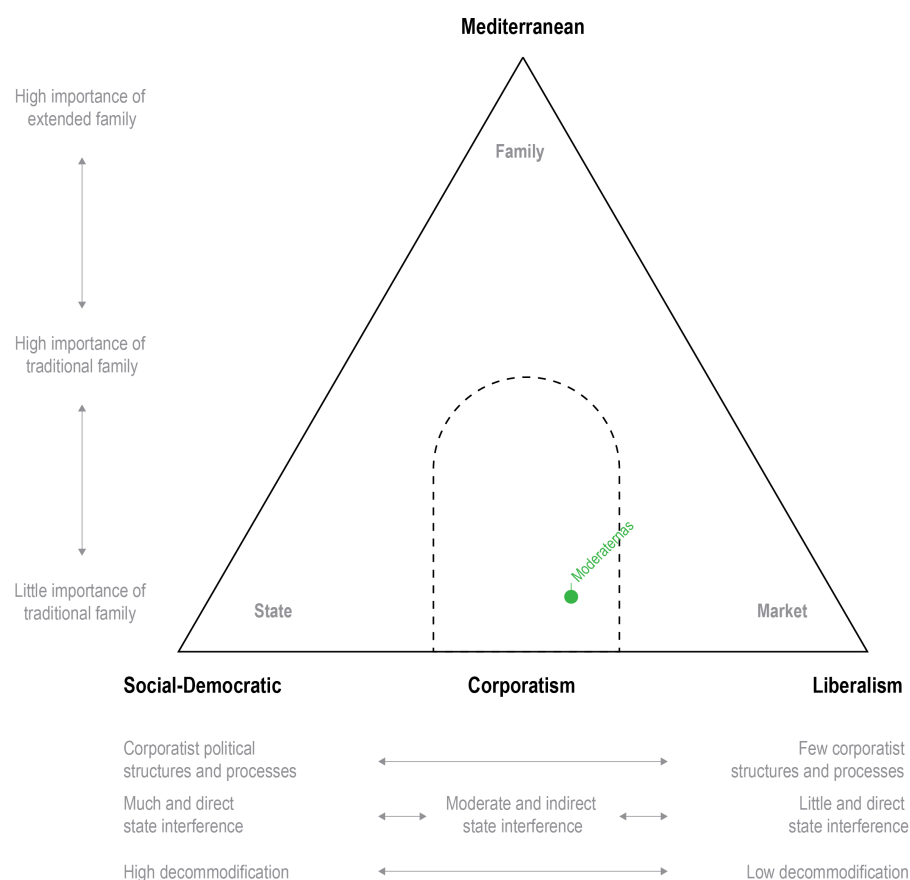 Mediterranean
High importance of
extended family
Family
High importance of
traditional family
Moderaternas
Little importance of
traditional family
State
Market
Social-Democratic
Corporatism
Liberalism
Corporatist political
structures and processes
Few corporatist
structures and processes
Much and direct
state interference
Moderate and indirect
state interference
Little and direct
state interference
High decommodification
Low decommodification